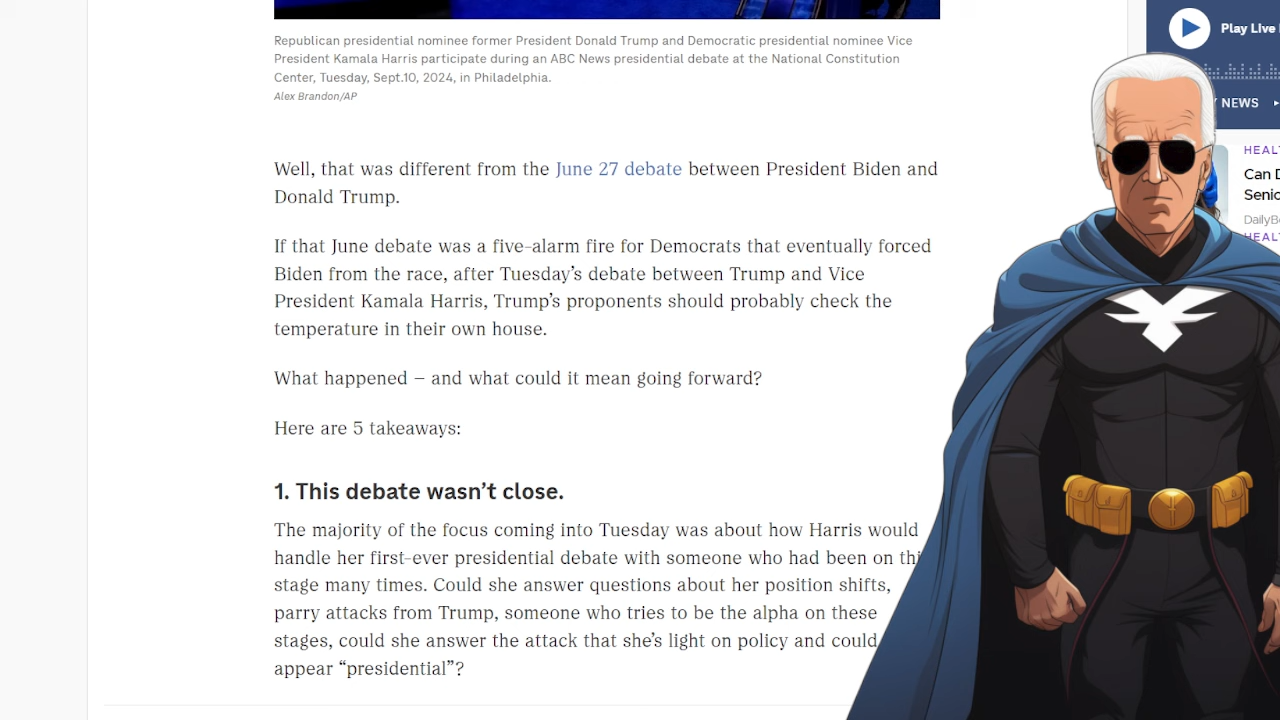 Republican presidential nominee former President Donald Trump and Democratic presidential nominee Vice
President Kamala Harris participate during an ABC News presidential debate at the National Constitution
Center, Tuesday, Sept.10, 2024, in Philadelphia.
Alex Brandon/AP
Well, that was different from the June 27 debate between President Biden and
Donald Trump.
If that June debate was a five-alarm fire for Democrats that eventually forced
Biden from the race, after Tuesday’s debate between Trump and Vice
President Kamala Harris, Trump’s proponents should probably check the
temperature in their own house.
What happened – and what could it mean going forward?
Here are 5 takeaways:
1. This debate wasn’t close.
The majority of the focus coming into Tuesday was about how Harris would
handle her first-ever presidential debate with someone who had been on
stage many times. Could she answer questions about her position shifts,
parry attacks from Trump, someone who tries to be the alpha on these
stages, could she answer the attack that she’s light on policy and could
appear “presidential”?
Play Live
NEWS
Can